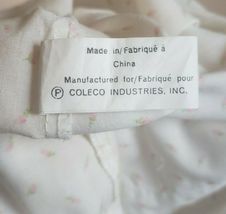 Made in/Fabriqué à
China
Manufactured for/Fabriqué pour
Ⓟ COLECO INDUSTRIES, INC.